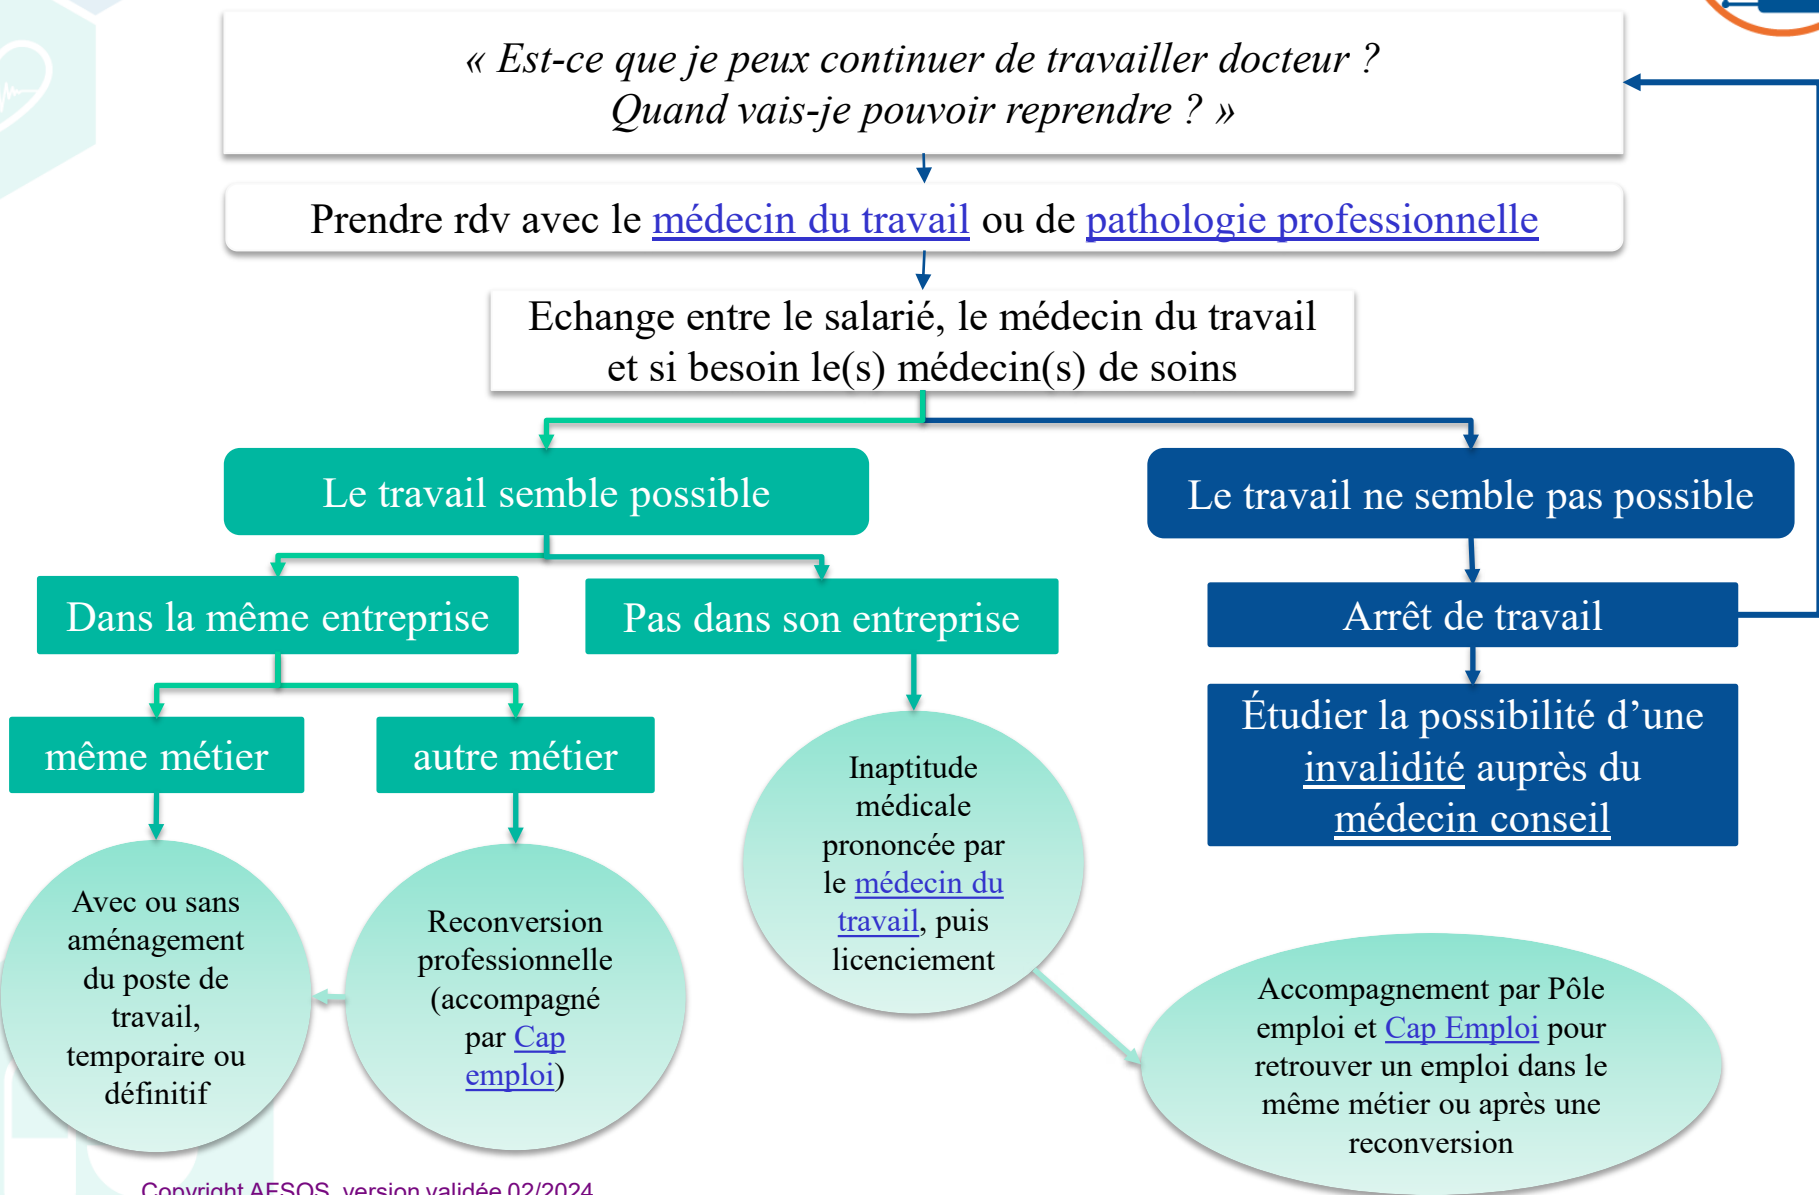 « Est-ce que je peux continuer de travailler docteur ?
Quand vais-je pouvoir reprendre ? »
Prendre rdv avec le médecin du travail ou de pathologie professionnelle
Echange entre le salarié, le médecin du travail
et si besoin le(s) médecin(s) de soins
Le travail semble possible
Le travail ne semble pas possible
Dans la même entreprise
Pas dans son entreprise
Arrêt de travail
même métier
autre métier
Étudier la possibilité d’une
invalidité auprès du
médecin conseil
Inaptitude
médicale
prononcée par
le médecin du
travail, puis
licenciement
Avec ou sans
aménagement
du poste de
travail,
temporaire ou
définitif
Reconversion
professionnelle
(accompagné
par Cap
emploi)
Accompagnement par Pôle
emploi et Cap Emploi pour
retrouver un emploi dans le
même métier ou après une
reconversion
Copyright AFSOS, version validée 02/2024